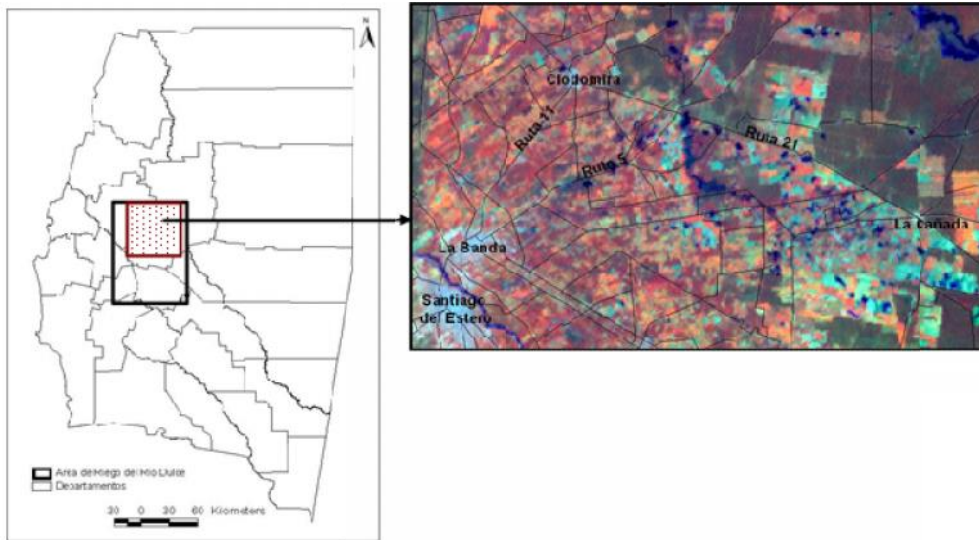 N
Area de Riego del Rio Dulce
Departamentos
30 0 30 60 Kilometers
Clodomira
Ruta 11
Ruta 5
Ruta 21
La Cañada
La Banda
Santiago
del Estero